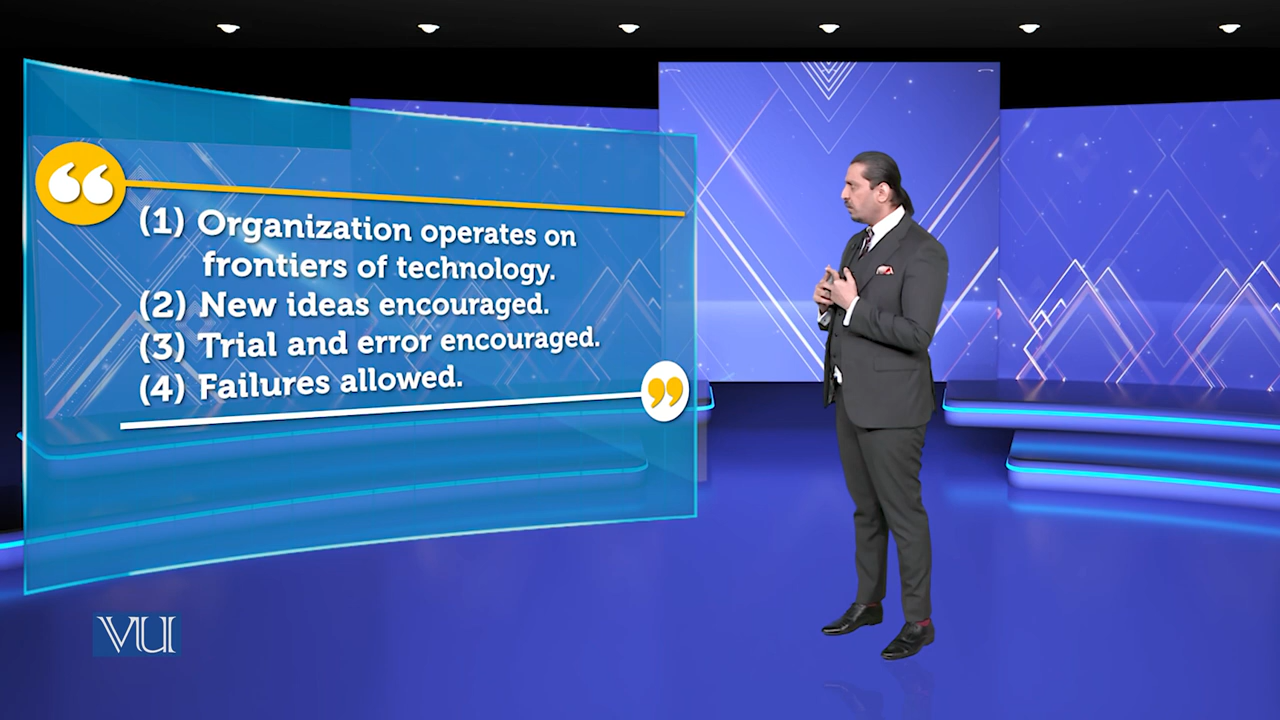 (1) Organization operates on
frontiers of technology.
(2) New ideas encouraged.
(3) Trial and error encouraged.
(4) Failures allowed.
VU